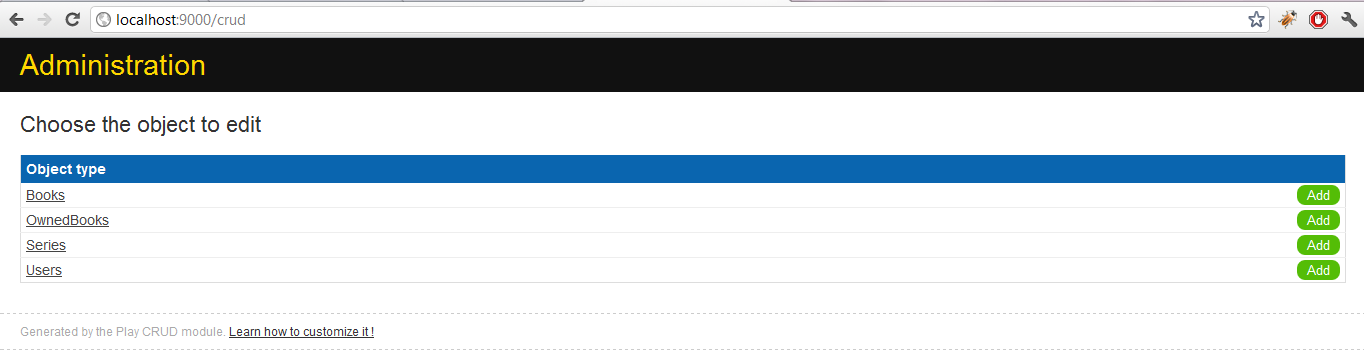 localhost:9000/crud
Administration
Choose the object to edit
Object type
Books Add
OwnedBooks Add
Series Add
Users Add
Generated by the Play CRUD module. Learn how to customize it !